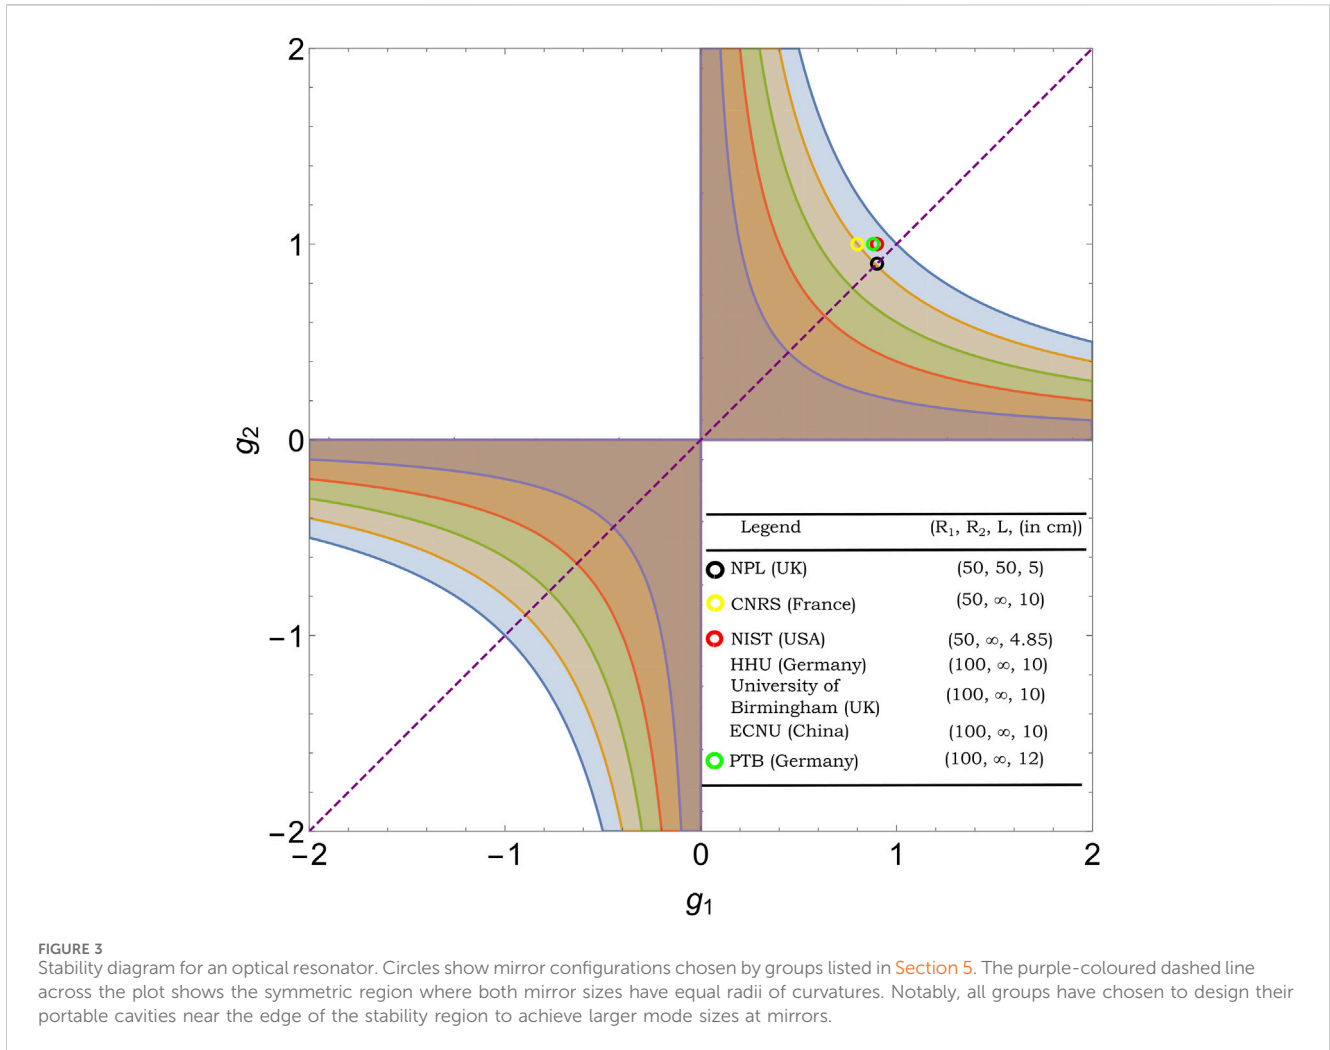 2
1
0
−1
−2
g2
Legend (R1, R2, L, (in cm))
NPL (UK) (50, 50, 5)
CNRS (France) (50, ∞, 10)
NIST (USA) (50, ∞, 4.85)
HHU (Germany) (100, ∞, 10)
University of
Birmingham (UK) (100, ∞, 10)
ECNU (China) (100, ∞, 10)
PTB (Germany) (100, ∞, 12)
−2 −1 0 1 2
g1
FIGURE 3
Stability diagram for an optical resonator. Circles show mirror configurations chosen by groups listed in Section 5. The purple-coloured dashed line
across the plot shows the symmetric region where both mirror sizes have equal radii of curvatures. Notably, all groups have chosen to design their
portable cavities near the edge of the stability region to achieve larger mode sizes at mirrors.